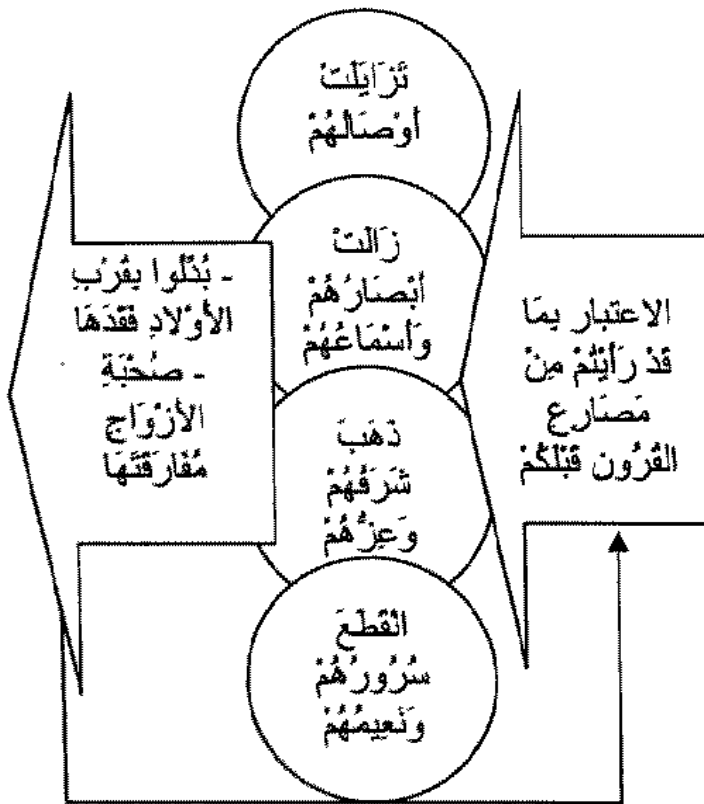 الاعتبار بِمَا
قَدْ رَأَيْتُمْ مِنْ
مَصَارِعِ
القُرُونِ قَبْلَكُمْ
تَزَايَلَتْ
أَوْصَالُهُمْ
زَالَتْ
أَبْصَارُهُمْ
وَأَسْمَاعُهُمْ
ذَهَبَ
شَرَفُهُمْ
وَعِزُّهُمْ
انْقَطَعَ
سُرُورُهُمْ
وَنَعِيمُهُمْ
- بُدِّلُوا بِقُرْبِ
الأَوْلَادِ فَقْدَهَا
- صُحْبَةِ
الأَزْوَاجِ
مُفَارَقَتَهَا